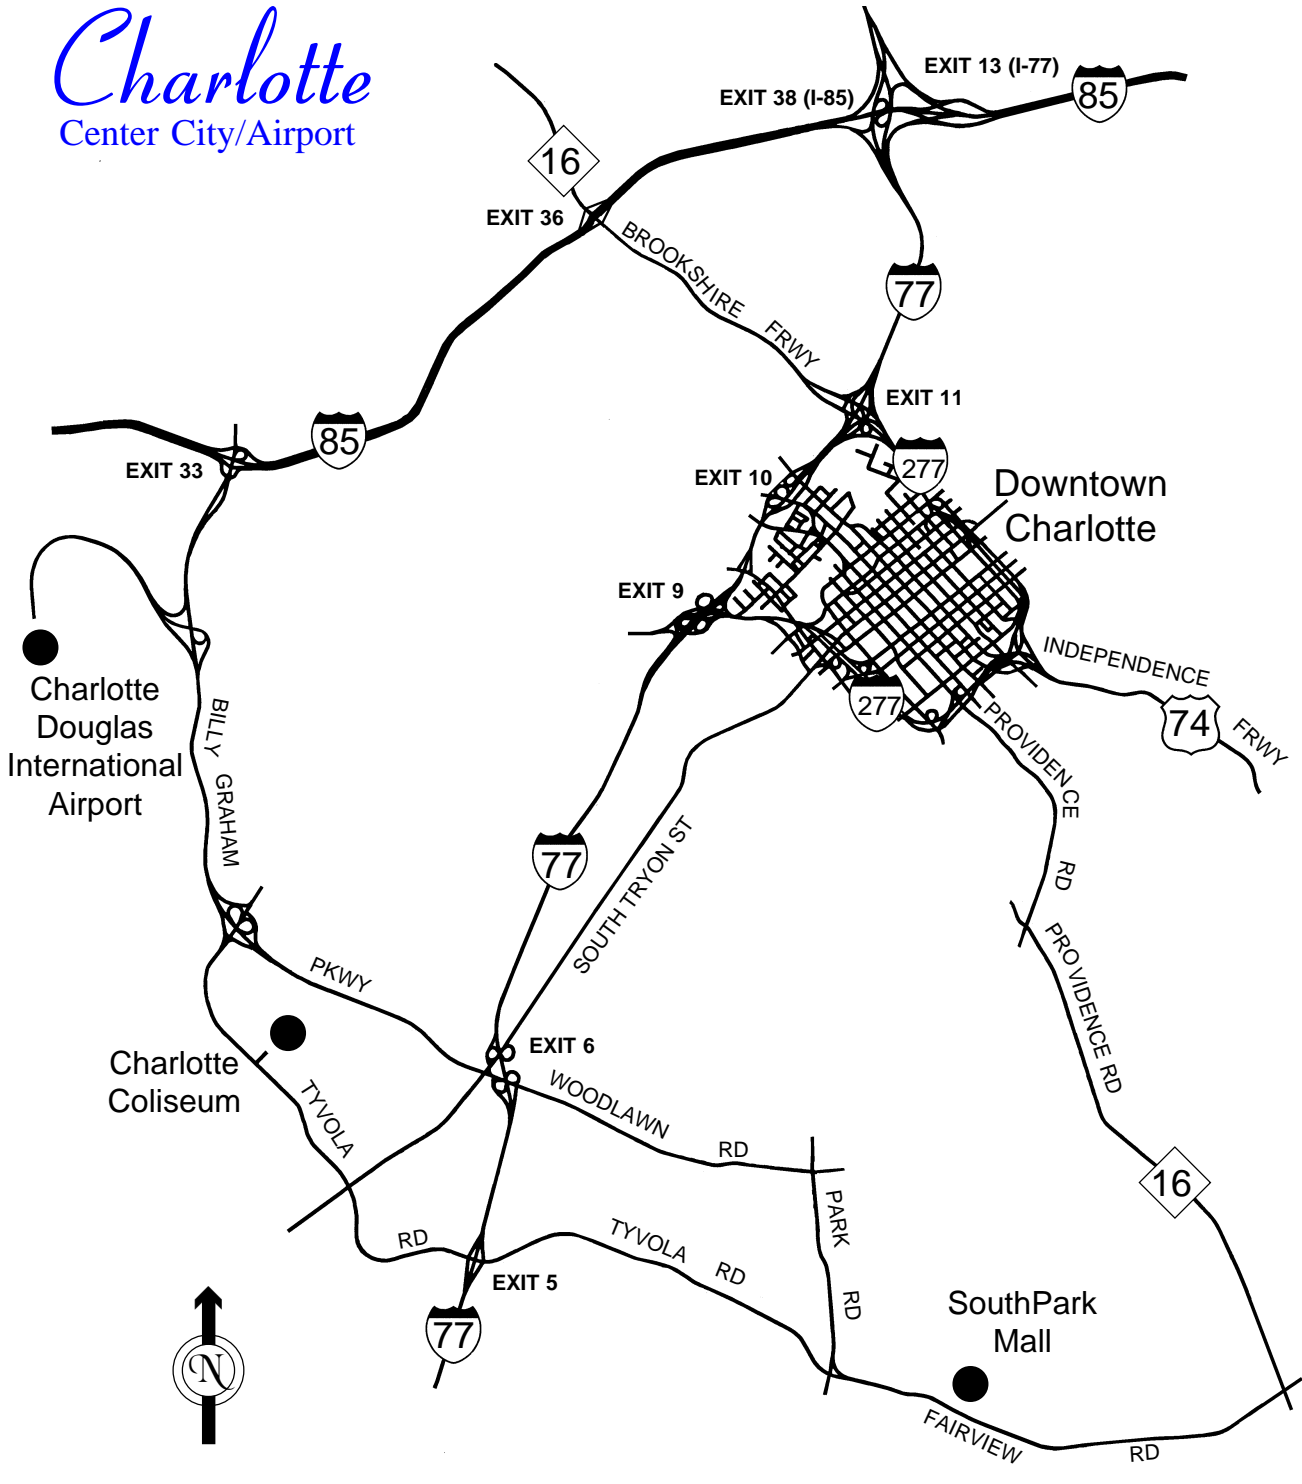 Charlotte
Center City/Airport
EXIT 13 (I-77)
EXIT 38 (I-85)
85
16
EXIT 36
BROOKSHIRE FRWY
77
EXIT 11
85
EXIT 33
277
EXIT 10
Downtown
Charlotte
EXIT 9
INDEPENDENCE FRWY
74
277
Charlotte
Douglas
International
Airport
BILLY GRAHAM PKWY
PROVIDENCE RD
77
SOUTH TRYON ST
PROVIDENCE RD
EXIT 6
Charlotte
Coliseum
TYVOLA RD
WOODLAWN RD
16
PARK RD
TYVOLA RD
EXIT 5
77
SouthPark
Mall
N
FAIRVIEW RD